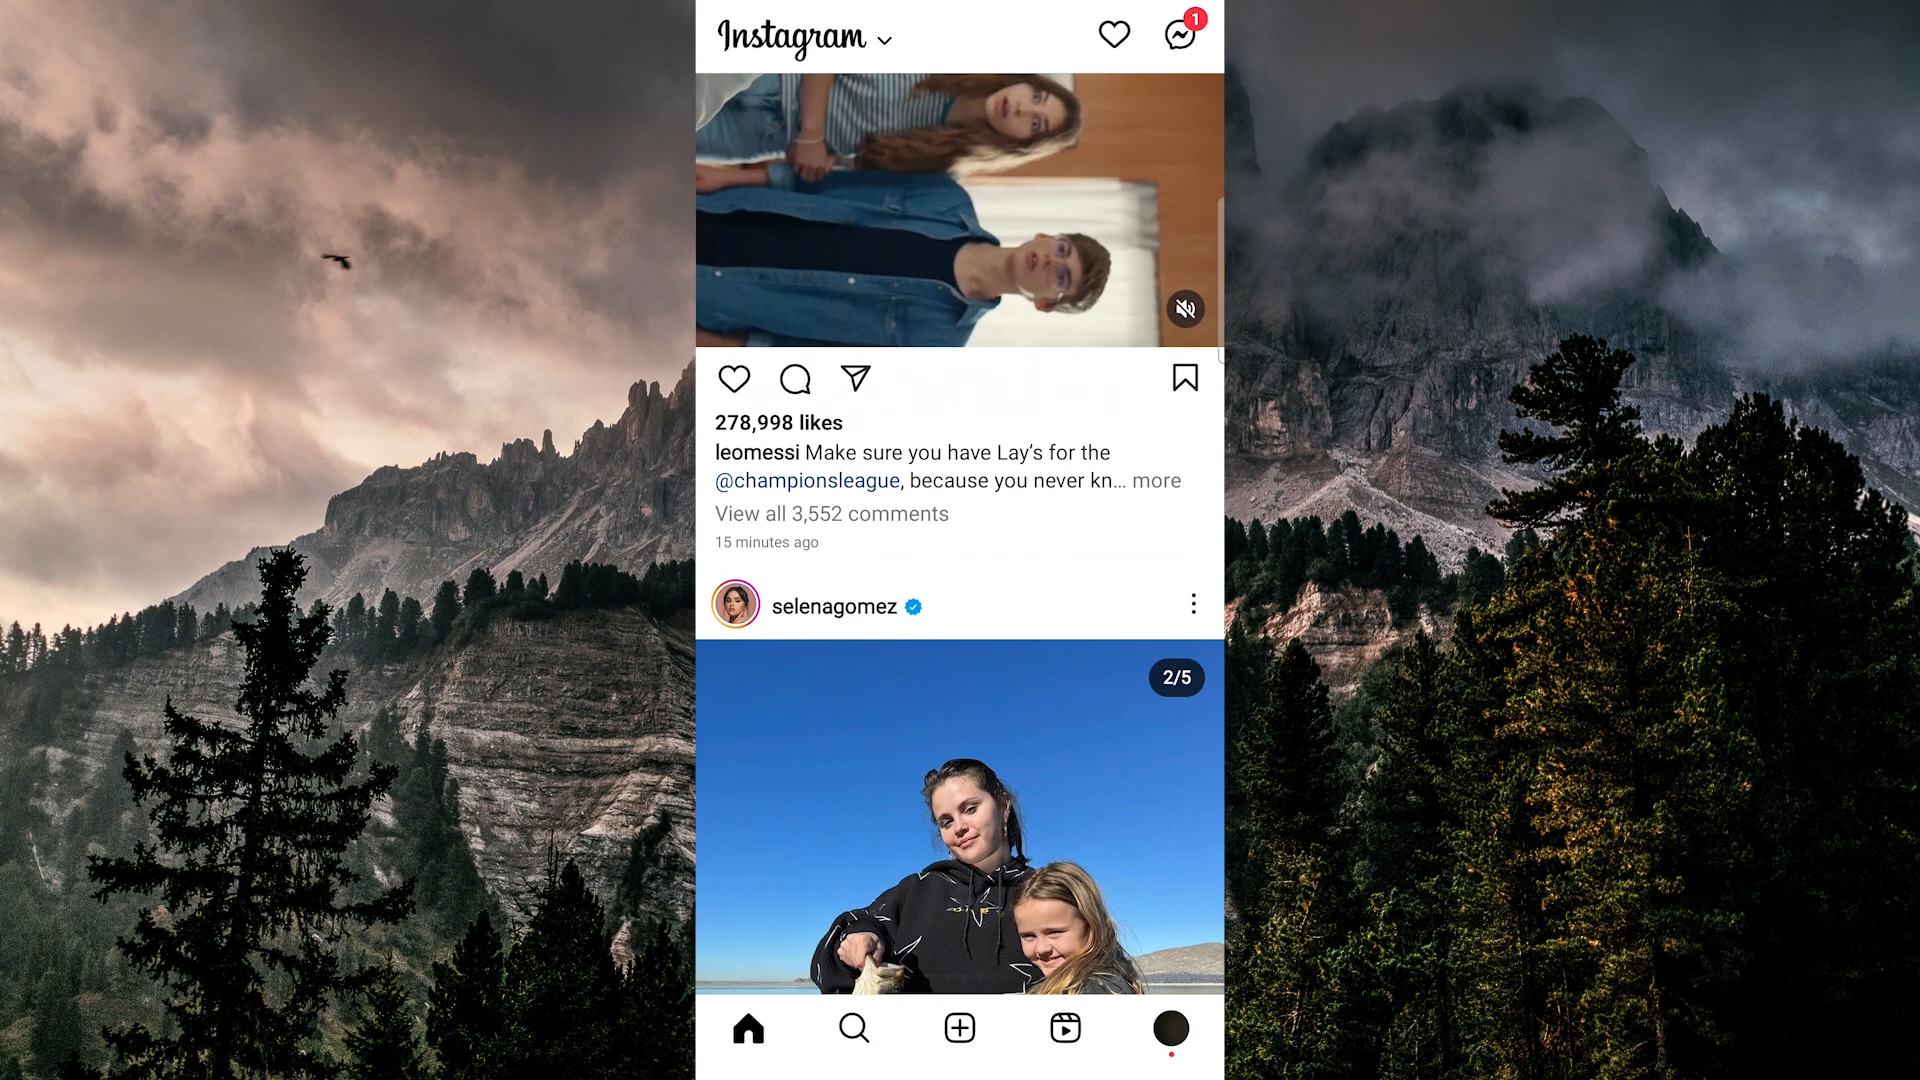 Instagram
1
278,998 likes
leomessi Make sure you have Lay’s for the
@championsleague, because you never kn... more
View all 3,552 comments
15 minutes ago
selenagomez
2/5